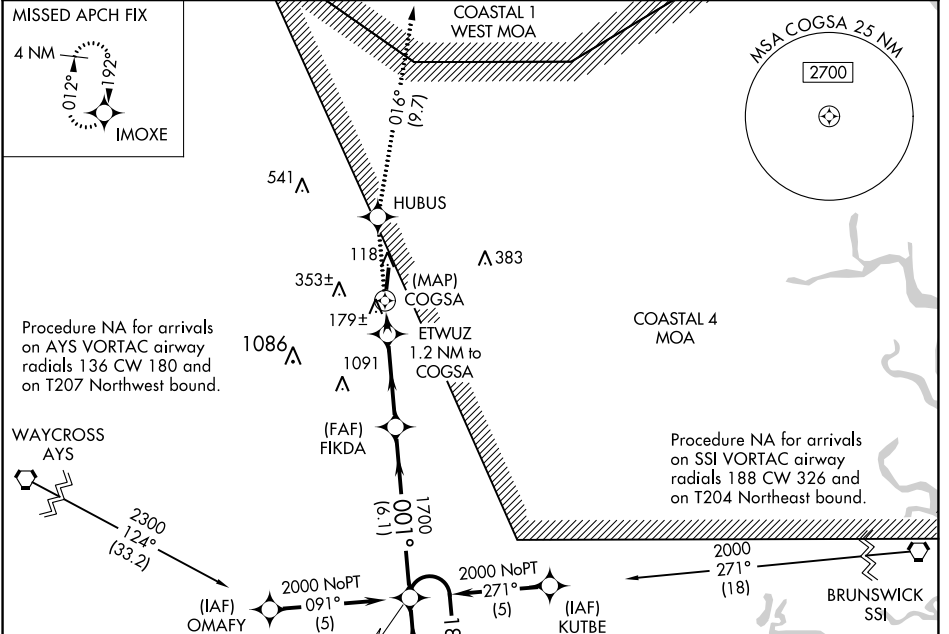 MISSED APCH FIX
4 NM
012°
192°
IMOXE
COASTAL 1
WEST MOA
016°
(9.7)
MSA COGSA 25 NM
2700
541
HUBUS
118
383
353±
(MAP)
COGSA
179±
ETWUZ
1.2 NM to
COGSA
1086
1091
COASTAL 4
MOA
Procedure NA for arrivals
on AYS VORTAC airway
radials 136 CW 180 and
on T207 Northwest bound.
(FAF)
FIKDA
WAYCROSS
AYS
Procedure NA for arrivals
on SSI VORTAC airway
radials 188 CW 326 and
on T204 Northeast bound.
1700
001°
(6.1)
2300
124°
(33.2)
2000 NoPT
091°
(5)
2000 NoPT
271°
(5)
2000
271°
(18)
(IAF)
OMAFY
(IAF)
KUTBE
BRUNSWICK
SSI
18